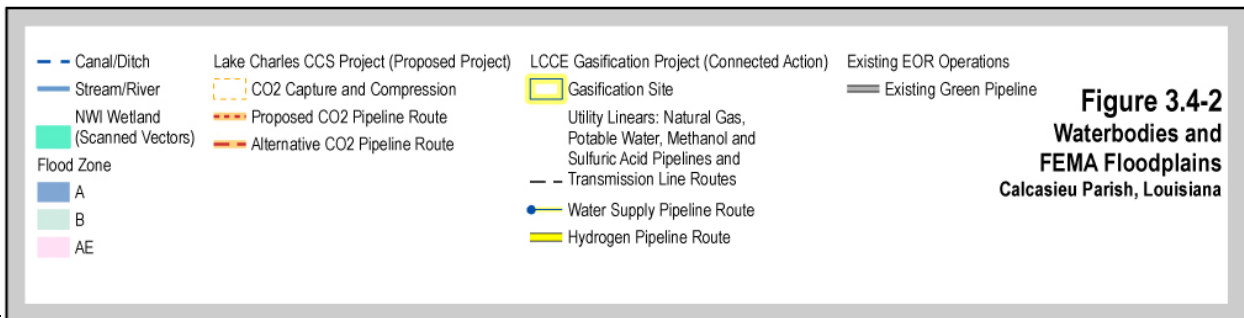 Canal/Ditch
Stream/River
NWI Wetland
(Scanned Vectors)
Flood Zone
A
B
AE
Lake Charles CCS Project (Proposed Project)
CO2 Capture and Compression
Proposed CO2 Pipeline Route
Alternative CO2 Pipeline Route
LCCE Gasification Project (Connected Action)
Gasification Site
Utility Linears: Natural Gas,
Potable Water, Methanol and
Sulfuric Acid Pipelines and
Transmission Line Routes
Water Supply Pipeline Route
Hydrogen Pipeline Route
Existing EOR Operations
Existing Green Pipeline
Figure 3.4-2
Waterbodies and
FEMA Floodplains
Calcasieu Parish, Louisiana